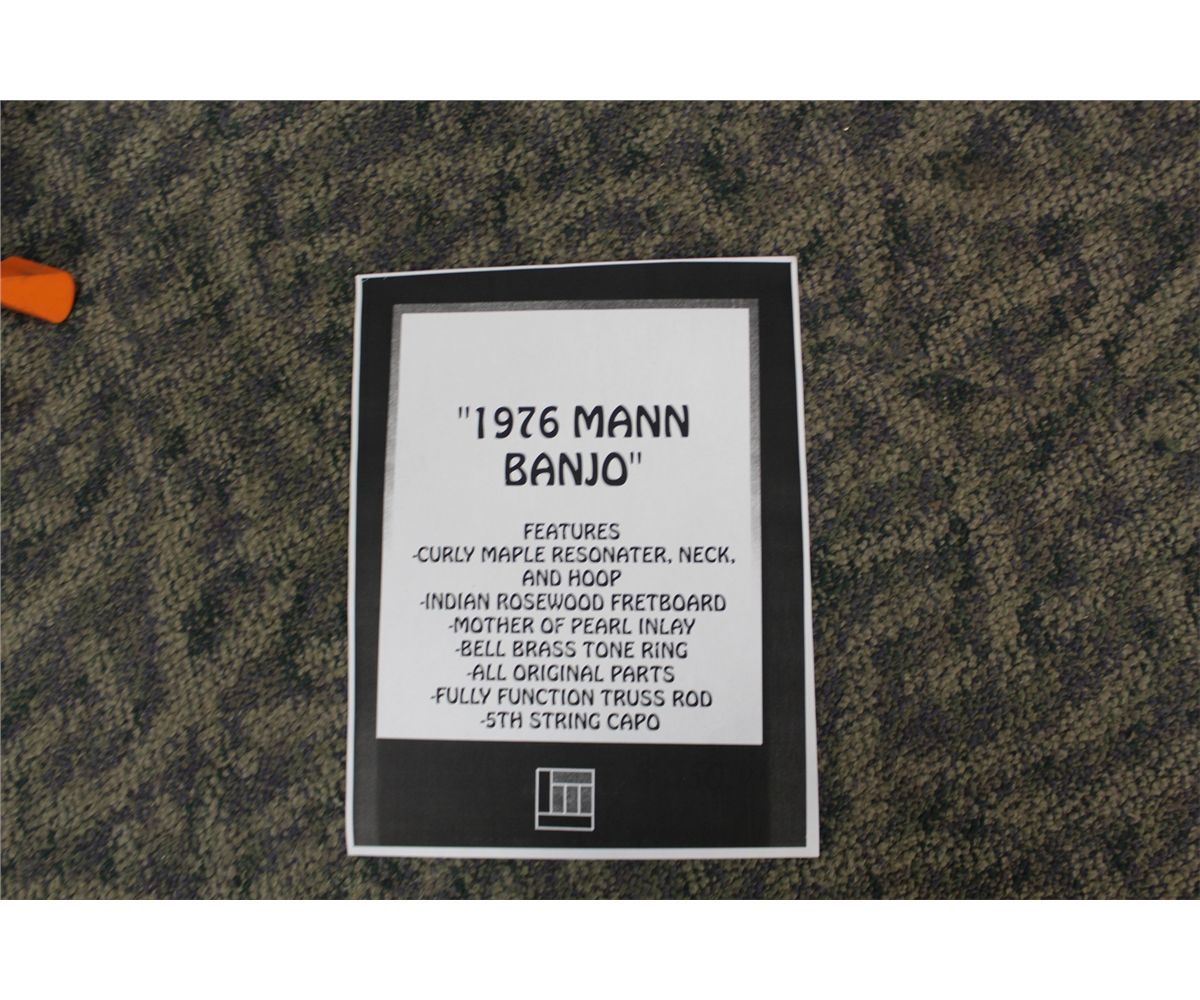 "1976 MANN
BANJO"
FEATURES
-CURLY MAPLE RESONATER, NECK,
AND HOOP
-INDIAN ROSEWOOD FRETBOARD
-MOTHER OF PEARL INLAY
-BELL BRASS TONE RING
-ALL ORIGINAL PARTS
-FULLY FUNCTION TRUSS ROD
-5TH STRING CAPO